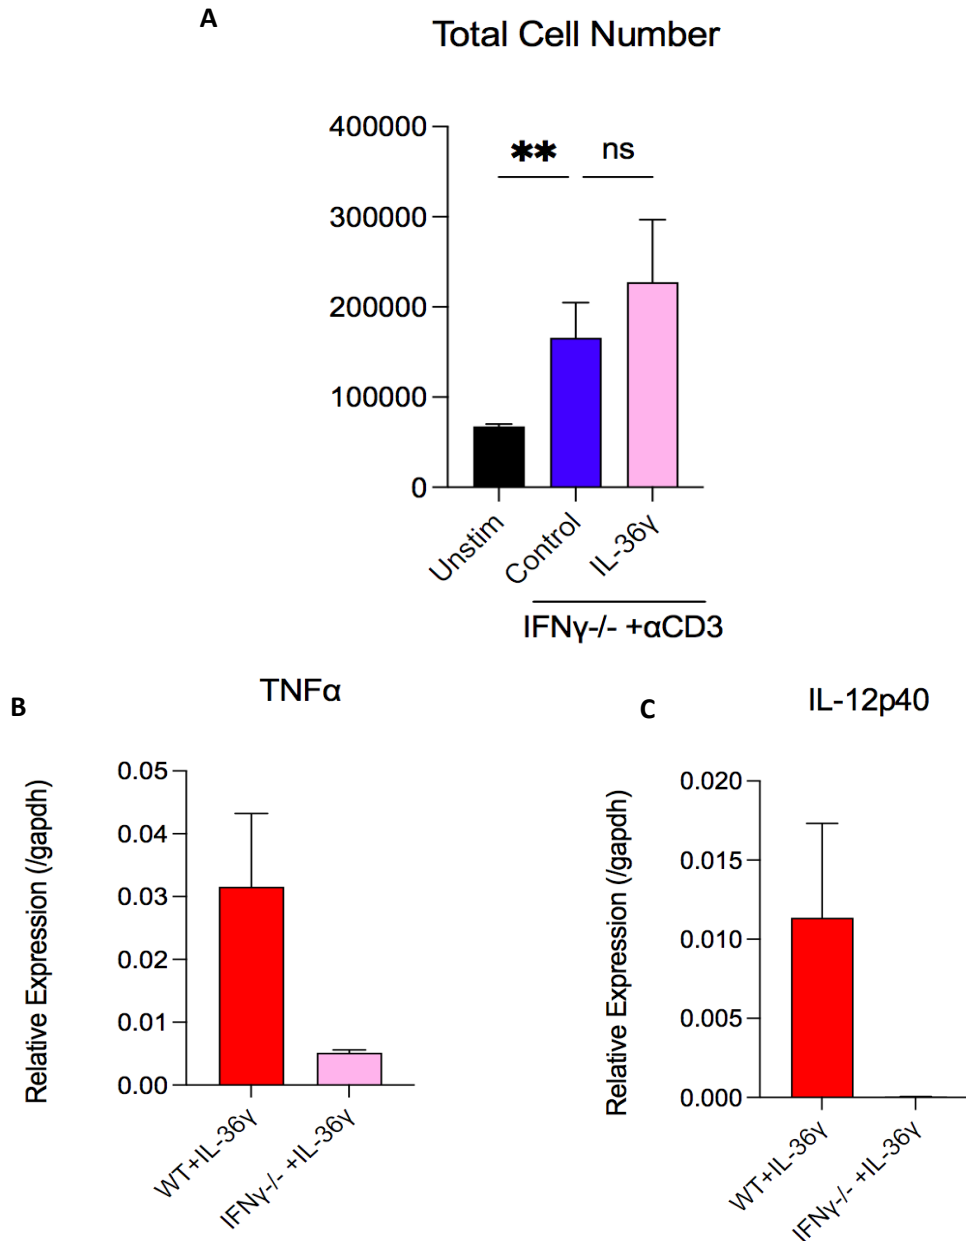 A
Total Cell Number
400000
300000
200000
100000
0
✱✱
ns
Unstim
Control
IL-36γ
IFNγ-/- +αCD3
B
TNFα
Relative Expression (/gapdh)
0.05
0.04
0.03
0.02
0.01
0.00
WT+IL-36γ
IFNγ-/- +IL-36γ
C
IL-12p40
Relative Expression (/gapdh)
0.020
0.015
0.010
0.005
0.000
WT+IL-36γ
IFNγ-/- +IL-36γ